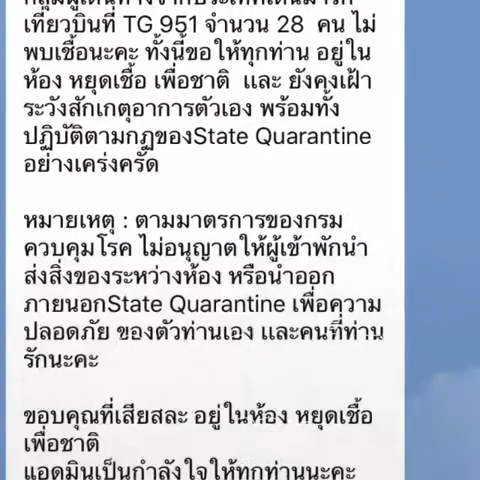 เที่ยวบินที่ TG 951 จำนวน 28 คน ไม่
พบเชื้อนะคะ ทั้งนี้ขอให้ทุกท่าน อยู่ใน
ห้อง หยุดเชื้อ เพื่อชาติ และ ยังคงเฝ้า
ระวังสักเกตุอาการตัวเอง พร้อมทั้ง
ปฏิบัติตามกฏของState Quarantine
อย่างเคร่งครัด
หมายเหตุ : ตามมาตรการของกรม
ควบคุมโรค ไม่อนุญาตให้ผู้เข้าพักนำ
ส่งสิ่งของระหว่างห้อง หรือนำออก
ภายนอกState Quarantine เพื่อความ
ปลอดภัย ของตัวท่านเอง และคนที่ท่าน
รักนะคะ
ขอบคุณที่เสียสละ อยู่ในห้อง หยุดเชื้อ
เพื่อชาติ
แอดมินเป็นกำลังใจให้ทุกท่านนะคะ